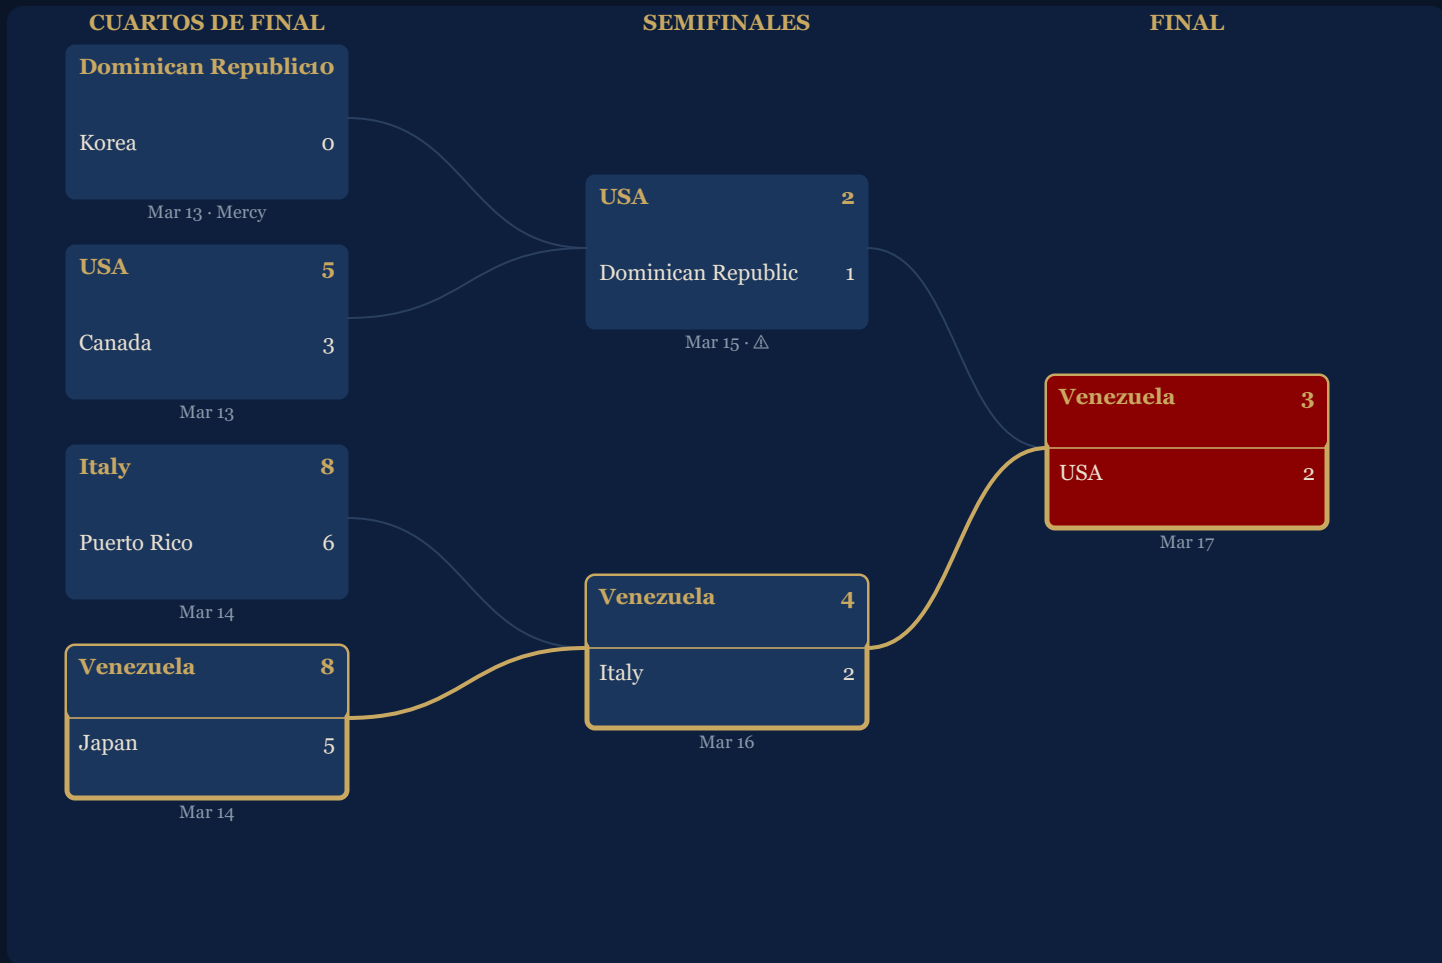 CUARTOS DE FINAL
Dominican Republic10
Korea 0
Mar 13 · Mercy
USA 5
Canada 3
Mar 13
Italy 8
Puerto Rico 6
Mar 14
Venezuela 8
Japan 5
Mar 14
SEMIFINALES
USA 2
Dominican Republic 1
Mar 15 · ⚠
Venezuela 4
Italy 2
Mar 16
FINAL
Venezuela 3
USA 2
Mar 17